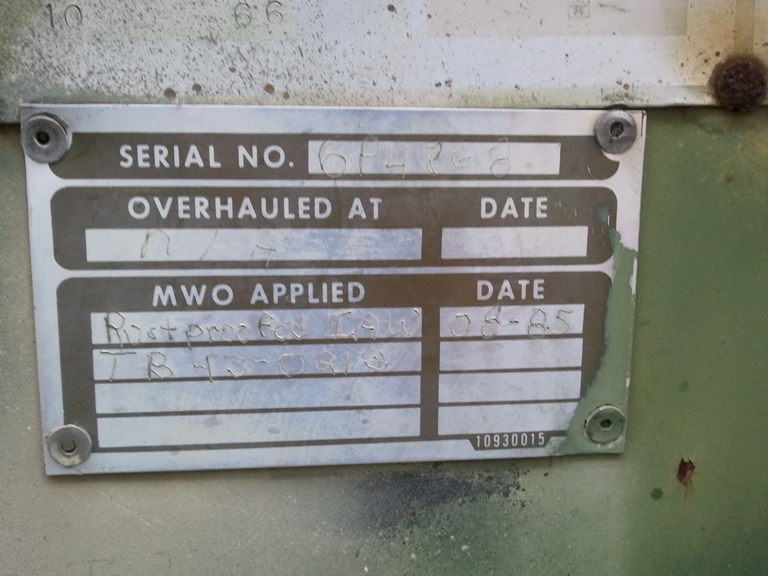 10 66
SERIAL NO. 6P4868
OVERHAULED AT DATE
MWO APPLIED DATE
Rustproofed IAW 08-85
TB 43-0213
10930015